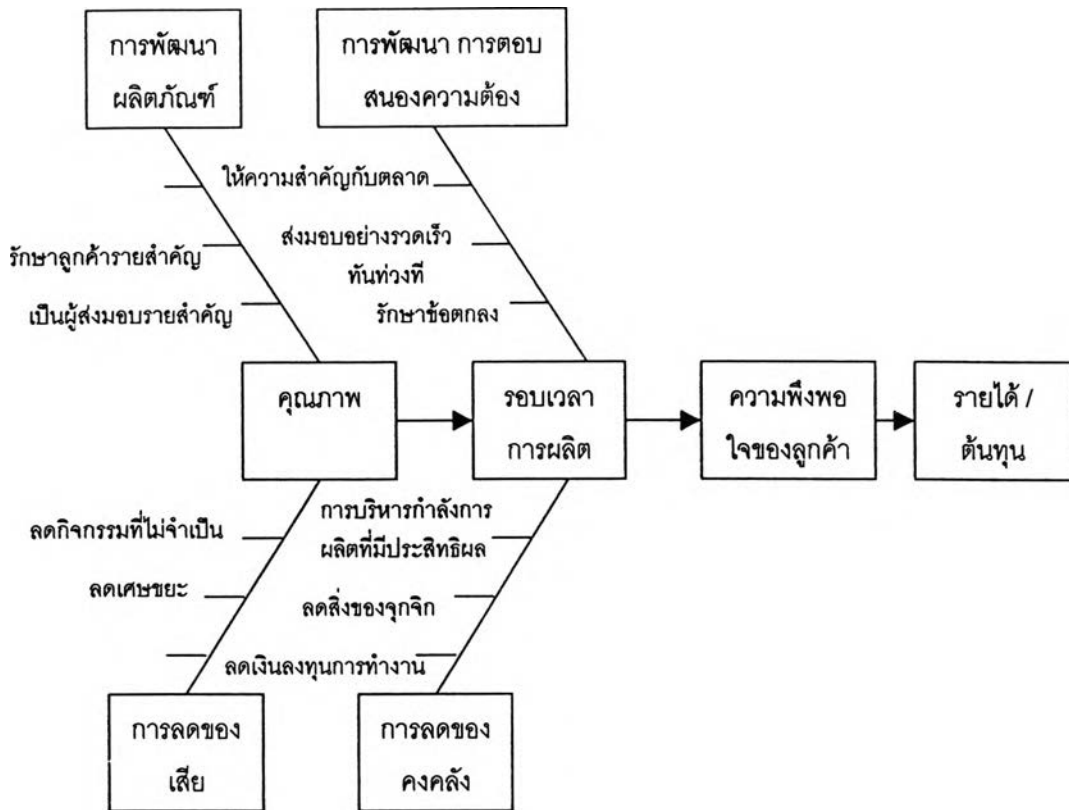 การพัฒนา
ผลิตภัณฑ์
การพัฒนา การตอบ
สนองความต้อง
ให้ความสำคัญกับตลาด
ส่งมอบอย่างรวดเร็ว
ทันท่วงที
รักษาข้อตกลง
รักษาลูกค้ารายสำคัญ
เป็นผู้ส่งมอบรายสำคัญ
คุณภาพ
รอบเวลา
การผลิต
ความพึงพอ
ใจของลูกค้า
รายได้ /
ต้นทุน
ลดกิจกรรมที่ไม่จำเป็น
ลดเศษขยะ
การบริหารกำลังการ
ผลิตที่มีประสิทธิผล
ลดสิ่งของจุกจิก
ลดเงินลงทุนการทำงาน
การลดของ
เสีย
การลดของ
คงคลัง